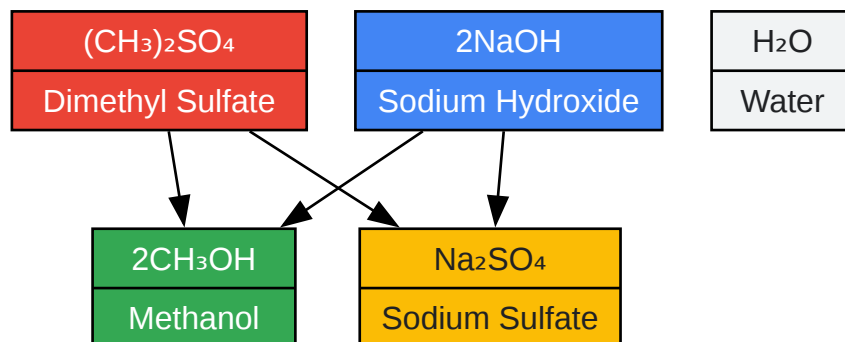 (CH₃)₂SO₄
Dimethyl Sulfate
2NaOH
Sodium Hydroxide
H₂O
Water
2CH₃OH
Methanol
Na₂SO₄
Sodium Sulfate